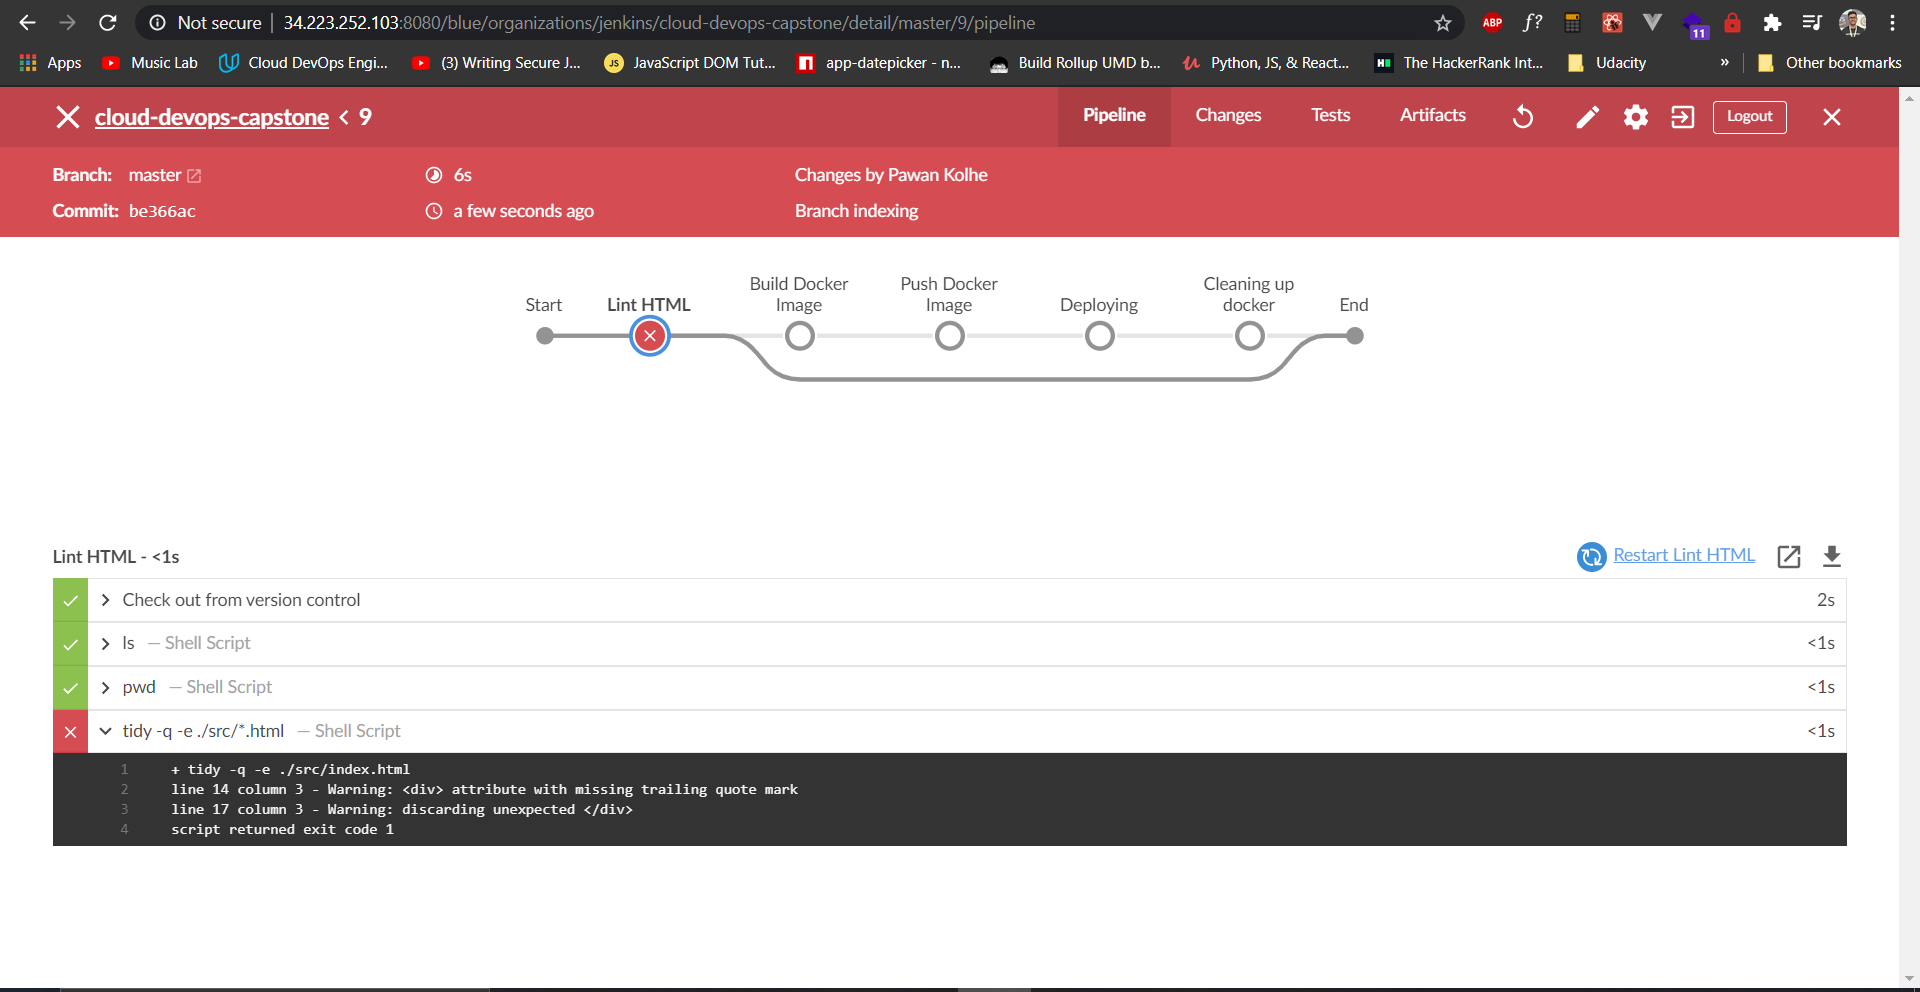 Not secure | 34.223.252.103:8080/blue/organizations/jenkins/cloud-devops-capstone/detail/master/9/pipeline
ABP f? 11
Apps Music Lab Cloud DevOps Engi... (3) Writing Secure J... JS JavaScript DOM Tut... app-datepicker - n... Build Rollup UMD b... Python, JS, & React... The HackerRank Int... Udacity » Other bookmarks
cloud-devops-capstone < 9 Pipeline Changes Tests Artifacts Logout
Branch: master 6s Changes by Pawan Kolhe
Commit: be366ac a few seconds ago Branch indexing
Start Lint HTML Build Docker Image Push Docker Image Deploying Cleaning up docker End
Lint HTML - <1s Restart Lint HTML
Check out from version control 2s
ls — Shell Script <1s
pwd — Shell Script <1s
tidy -q -e ./src/*.html — Shell Script <1s
1 + tidy -q -e ./src/index.html
2 line 14 column 3 - Warning: <div> attribute with missing trailing quote mark
3 line 17 column 3 - Warning: discarding unexpected </div>
4 script returned exit code 1